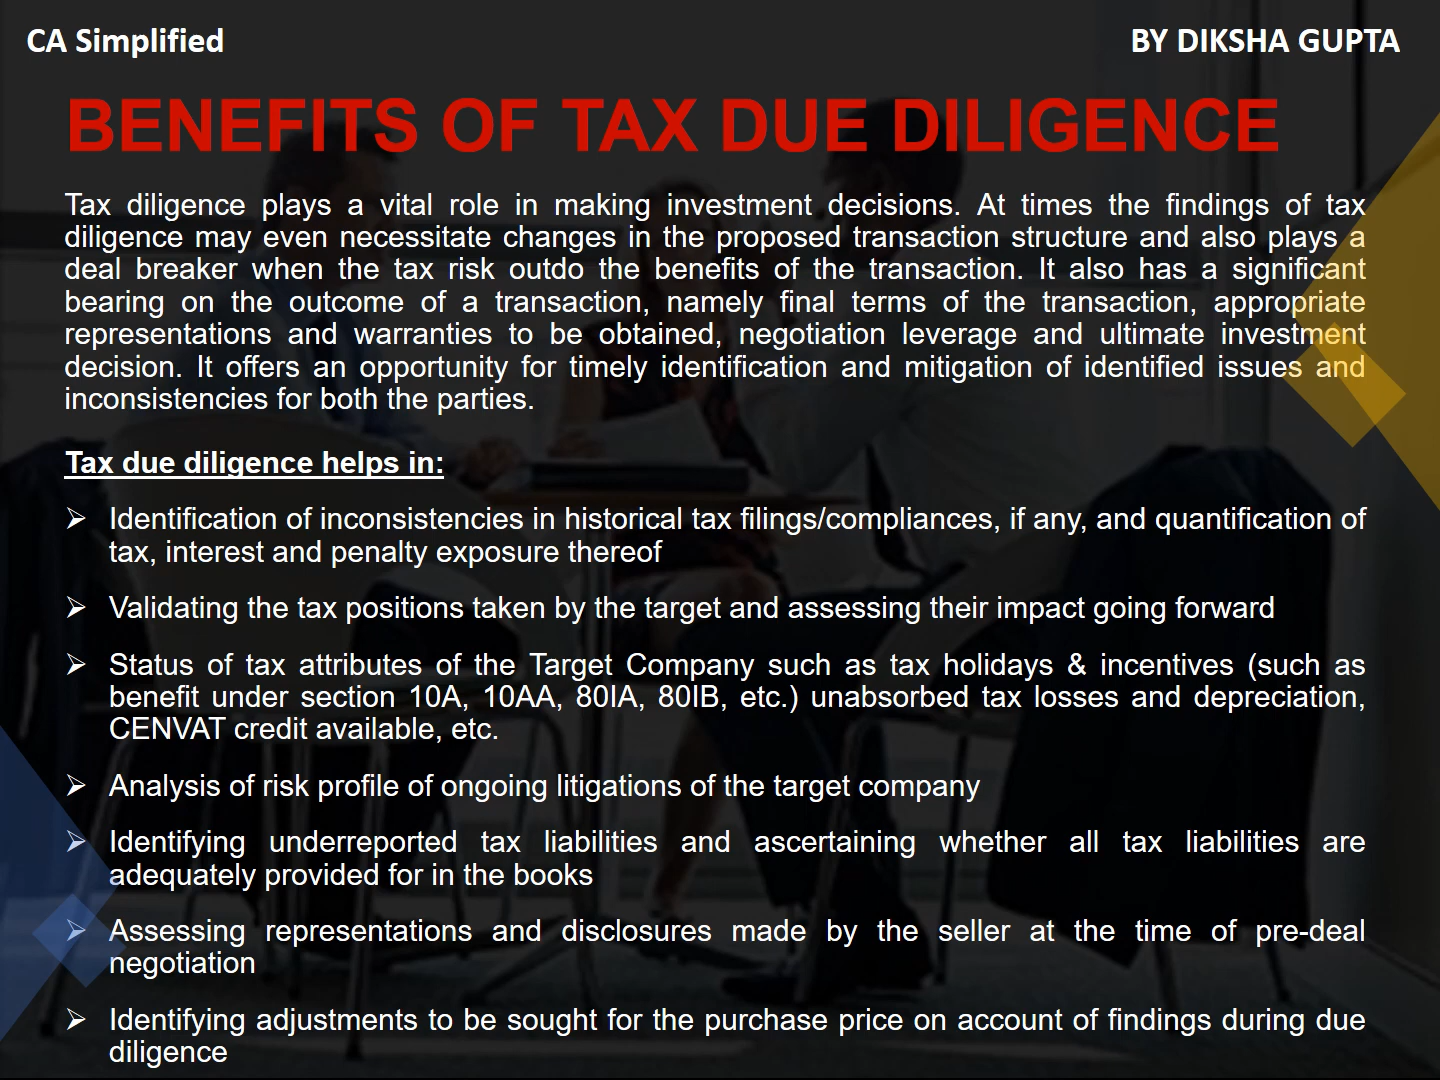 CA Simplified
BY DIKSHA GUPTA
BENEFITS OF TAX DUE DILIGENCE
Tax diligence plays a vital role in making investment decisions. At times the findings of tax
diligence may even necessitate changes in the proposed transaction structure and also plays a
deal breaker when the tax risk outdo the benefits of the transaction. It also has a significant
bearing on the outcome of a transaction, namely final terms of the transaction, appropriate
representations and warranties to be obtained, negotiation leverage and ultimate investment
decision. It offers an opportunity for timely identification and mitigation of identified issues and
inconsistencies for both the parties.
Tax due diligence helps in:
➢ Identification of inconsistencies in historical tax filings/compliances, if any, and quantification of
tax, interest and penalty exposure thereof
➢ Validating the tax positions taken by the target and assessing their impact going forward
➢ Status of tax attributes of the Target Company such as tax holidays & incentives (such as
benefit under section 10A, 10AA, 80IA, 80IB, etc.) unabsorbed tax losses and depreciation,
CENVAT credit available, etc.
➢ Analysis of risk profile of ongoing litigations of the target company
➢ Identifying underreported tax liabilities and ascertaining whether all tax liabilities are
adequately provided for in the books
➢ Assessing representations and disclosures made by the seller at the time of pre-deal
negotiation
➢ Identifying adjustments to be sought for the purchase price on account of findings during due
diligence